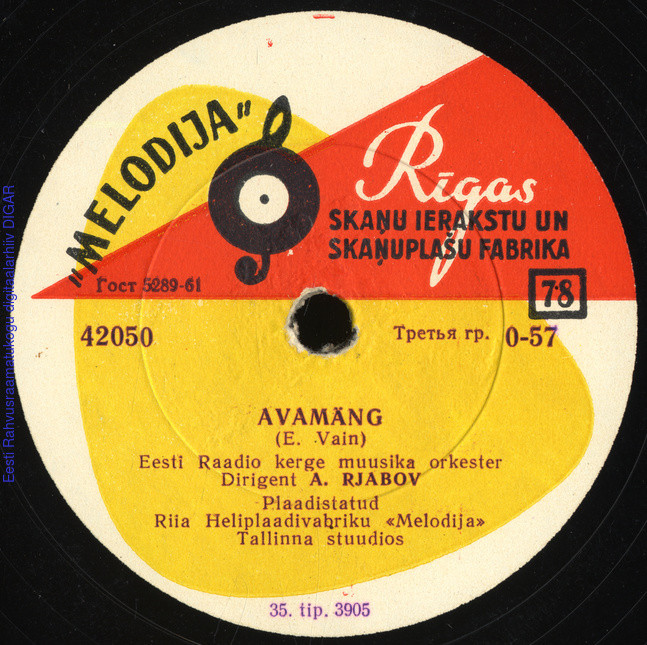 "MELODIJA"
Rīgas
SKAŅU IERAKSTU UN
SKAŅUPLAŠU FABRIKA
Гост 5289-61
78
42050
Третья гр. 0-57
AVAMÄNG
(E. Vain)
Eesti Raadio kerge muusika orkester
Dirigent A. RJABOV
Plaadistatud
Riia Heliplaadivabriku «Melodija»
Tallinna stuudios
35. tip. 3905
Eesti Rahvusraamatukogu digitaalarhiiv DIGAR